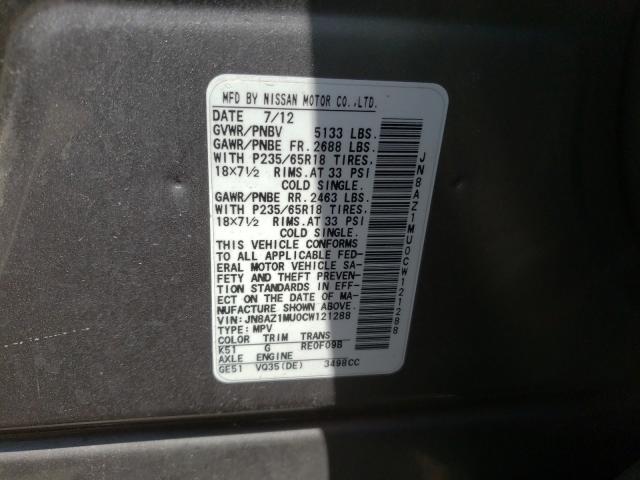 MFD BY NISSAN MOTOR CO.,LTD.
DATE 7/12
GVWR/PNBV 5133 LBS.
GAWR/PNBE FR. 2688 LBS.
WITH P235/65R18 TIRES.
18×7½ RIMS. AT 33 PSI
COLD SINGLE.
GAWR/PNBE RR. 2463 LBS.
WITH P235/65R18 TIRES.
18×7½ RIMS. AT 33 PSI
COLD SINGLE.
THIS VEHICLE CONFORMS
TO ALL APPLICABLE FED-
ERAL MOTOR VEHICLE SA-
FETY AND THEFT PREVEN-
TION STANDARDS IN EFF-
ECT ON THE DATE OF MA-
NUFACTURE SHOWN ABOVE.
VIN: JN8AZ1MU0CW121288
TYPE: MPV
COLOR TRIM TRANS
K51 G RE0F09B
AXLE ENGINE
GE51 VQ35(DE) 3498CC
JN8AZ1MU0CW121288